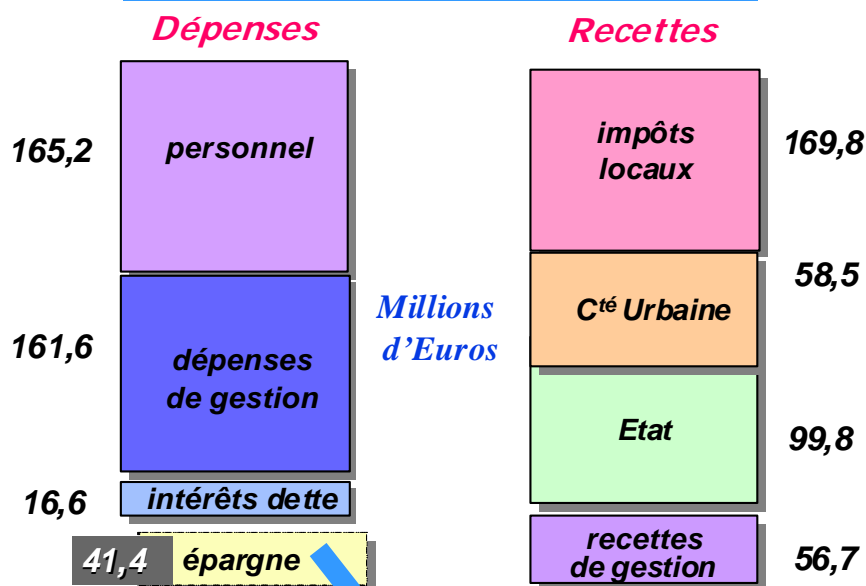 Dépenses
165,2
personnel
161,6
dépenses
de gestion
16,6
intérêts dette
41,4
épargne
Millions
d’Euros
Recettes
impôts
locaux
169,8
Cté Urbaine
58,5
Etat
99,8
recettes
de gestion
56,7